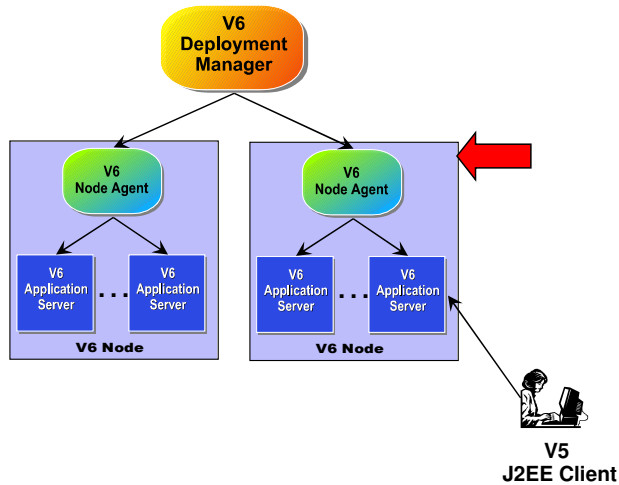 V6
Deployment
Manager
V6
Node Agent
V6
Application
Server
. . .
V6
Application
Server
V6 Node
V6
Node Agent
V6
Application
Server
. . .
V6
Application
Server
V6 Node
V5
J2EE Client